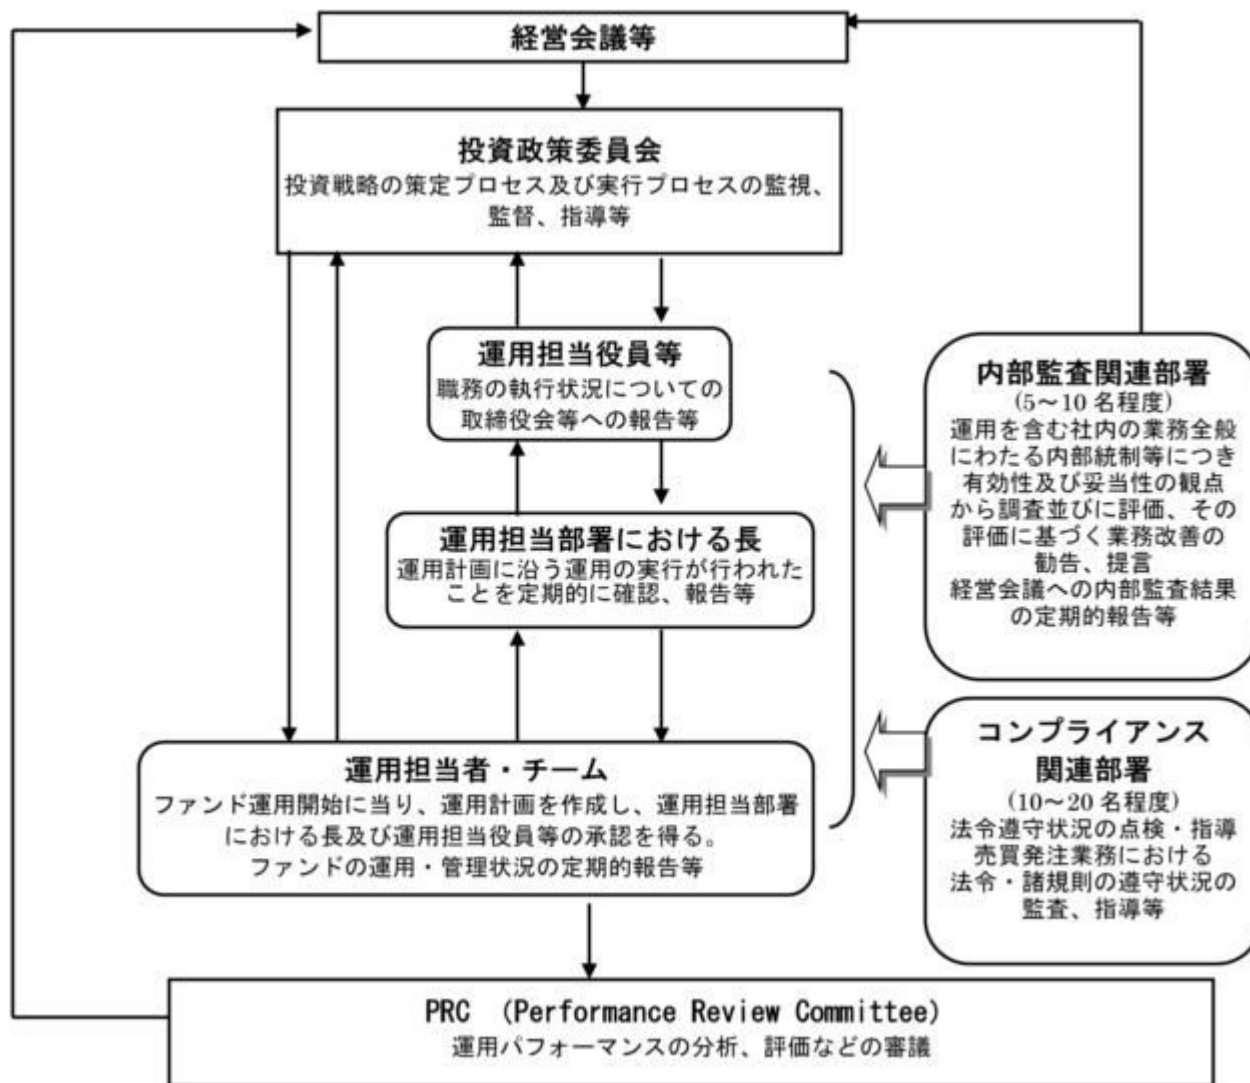 経営会議等
投資政策委員会
投資戦略の策定プロセス及び実行プロセスの監視、
監督、指導等
運用担当役員等
職務の執行状況についての
取締役会等への報告等
運用担当部署における長
運用計画に沿う運用の実行が行われた
ことを定期的に確認、報告等
運用担当者・チーム
ファンド運用開始に当り、運用計画を作成し、運用担当部署
における長及び運用担当役員等の承認を得る。
ファンドの運用・管理状況の定期的報告等
内部監査関連部署
(5～10 名程度)
運用を含む社内の業務全般
にわたる内部統制等につき
有効性及び妥当性の観点
から調査並びに評価、その
評価に基づく業務改善の
勧告、提言
経営会議への内部監査結果
の定期的報告等
コンプライアンス
関連部署
(10～20 名程度)
法令遵守状況の点検・指導
売買発注業務における
法令・諸規則の遵守状況の
監査、指導等
PRC （Performance Review Committee）
運用パフォーマンスの分析、評価などの審議